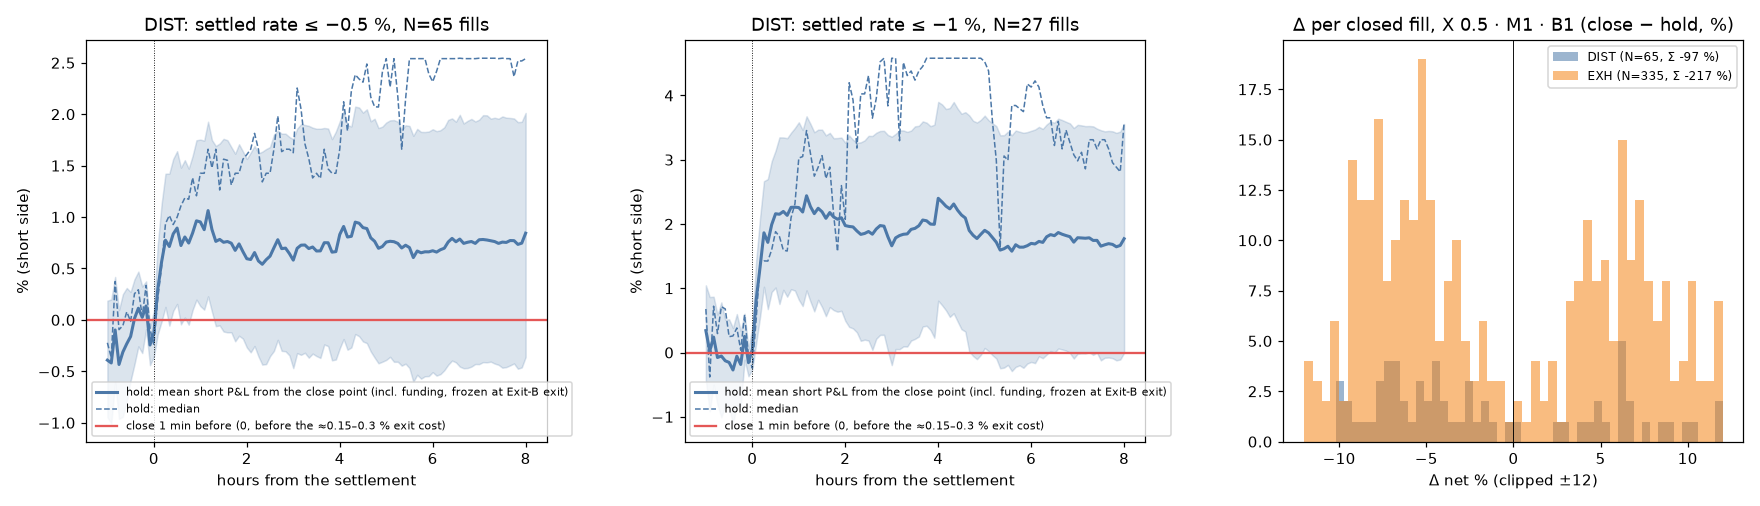 DIST: settled rate ≤ −0.5 %, N=65 fills
2.5
2.0
1.5
1.0
0.5
0.0
−0.5
−1.0
% (short side)
hold: mean short P&L from the close point (incl. funding, frozen at Exit-B exit)
hold: median
close 1 min before (0, before the ≈0.15–0.3 % exit cost)
0
2
4
6
8
hours from the settlement
DIST: settled rate ≤ −1 %, N=27 fills
4
3
2
1
0
−1
% (short side)
hold: mean short P&L from the close point (incl. funding, frozen at Exit-B exit)
hold: median
close 1 min before (0, before the ≈0.15–0.3 % exit cost)
0
2
4
6
8
hours from the settlement
Δ per closed fill, X 0.5 · M1 · B1 (close − hold, %)
DIST (N=65, Σ -97 %)
EXH (N=335, Σ -217 %)
17.5
15.0
12.5
10.0
7.5
5.0
2.5
0.0
−10
−5
0
5
10
Δ net % (clipped ±12)